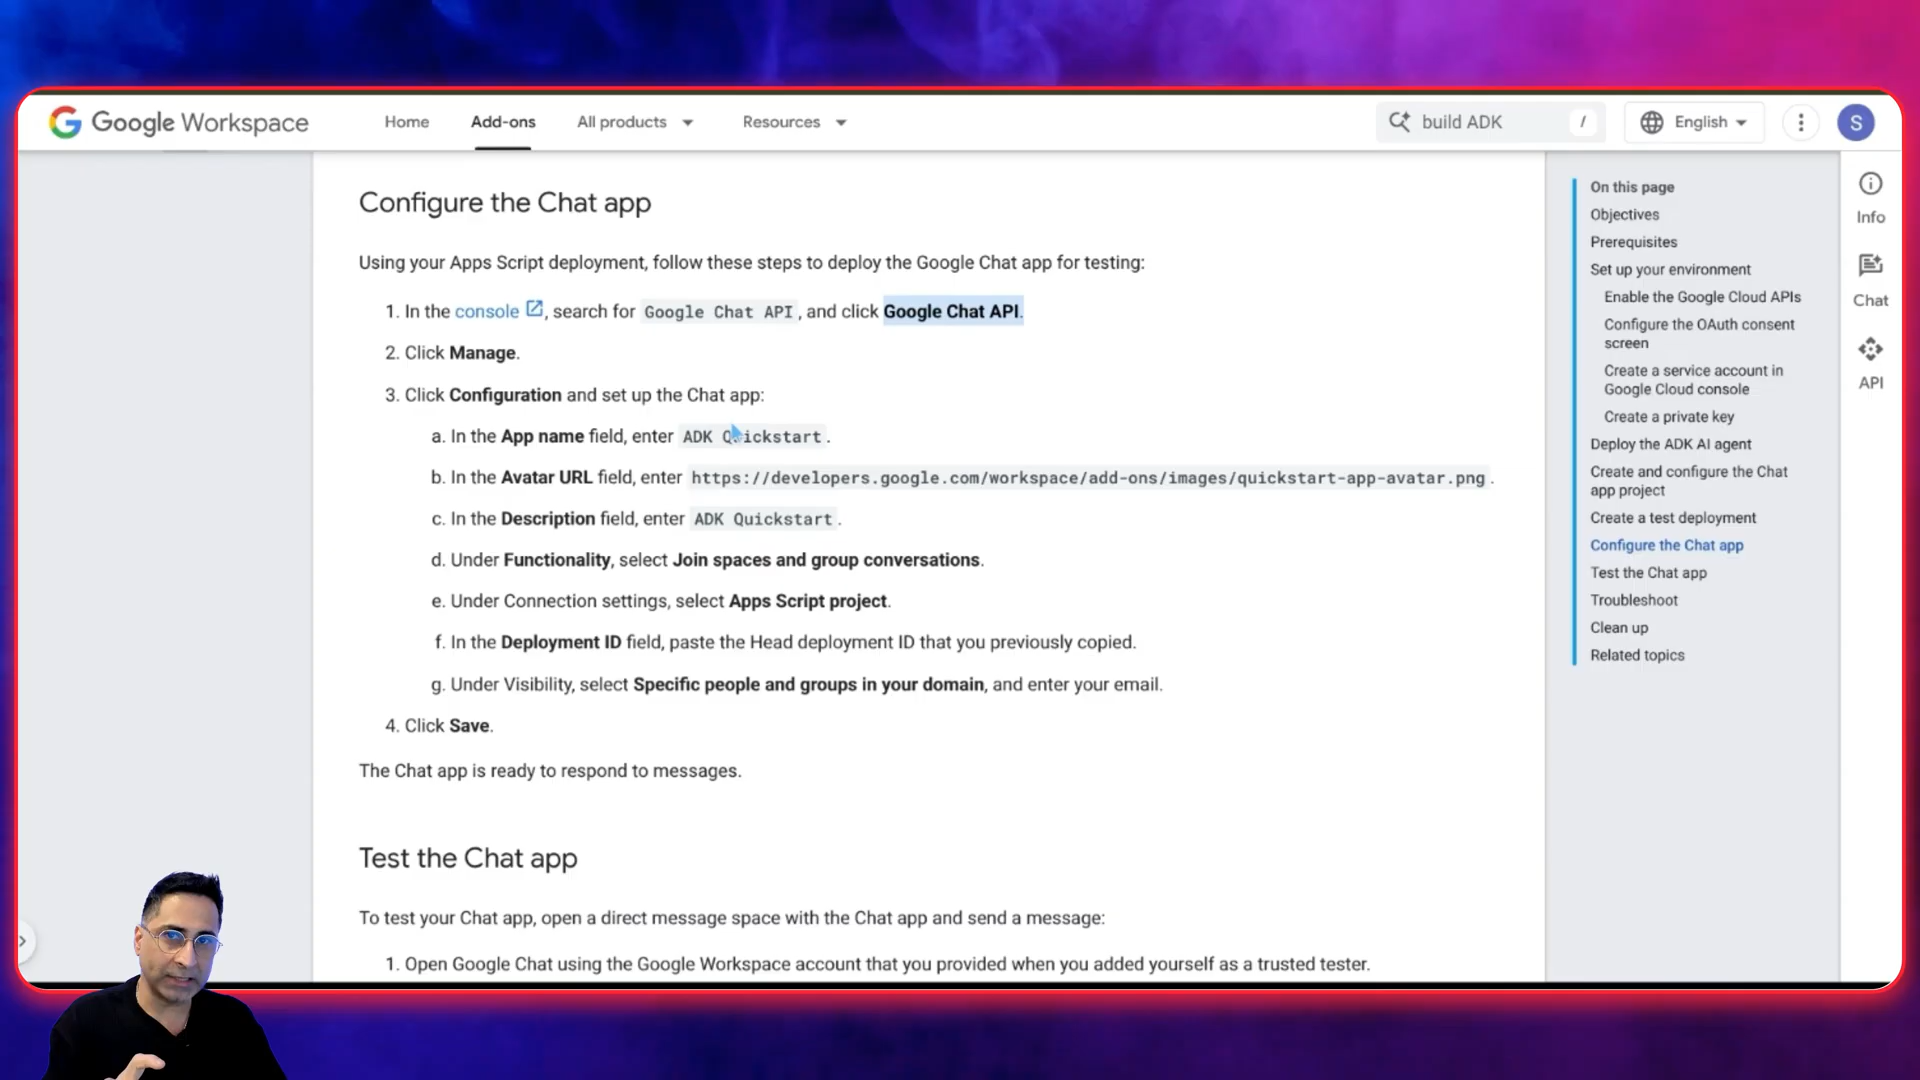 Google Workspace
Home
Add-ons
All products
Resources
build ADK
/
English
S
Configure the Chat app
Using your Apps Script deployment, follow these steps to deploy the Google Chat app for testing:
1. In the console, search for Google Chat API, and click Google Chat API.
2. Click Manage.
3. Click Configuration and set up the Chat app:
a. In the App name field, enter ADK Quickstart.
b. In the Avatar URL field, enter https://developers.google.com/workspace/add-ons/images/quickstart-app-avatar.png.
c. In the Description field, enter ADK Quickstart.
d. Under Functionality, select Join spaces and group conversations.
e. Under Connection settings, select Apps Script project.
f. In the Deployment ID field, paste the Head deployment ID that you previously copied.
g. Under Visibility, select Specific people and groups in your domain, and enter your email.
4. Click Save.
The Chat app is ready to respond to messages.
Test the Chat app
To test your Chat app, open a direct message space with the Chat app and send a message:
1. Open Google Chat using the Google Workspace account that you provided when you added yourself as a trusted tester.
On this page
Objectives
Prerequisites
Set up your environment
Enable the Google Cloud APIs
Configure the OAuth consent
screen
Create a service account in
Google Cloud console
Create a private key
Deploy the ADK AI agent
Create and configure the Chat
app project
Create a test deployment
Configure the Chat app
Test the Chat app
Troubleshoot
Clean up
Related topics
Info
Chat
API